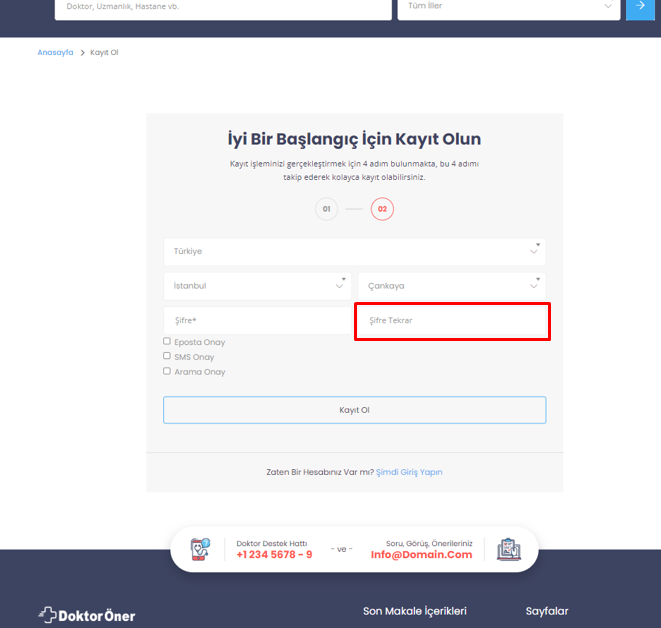 Doktor, Uzmanlık, Hastane vb.
Tüm İller
Anasayfa > Kayıt Ol
İyi Bir Başlangıç İçin Kayıt Olun
Kayıt işleminizi gerçekleştirmek için 4 adım bulunmakta, bu 4 adımı
takip ederek kolayca kayıt olabilirsiniz.
01
02
Türkiye
İstanbul
Çankaya
Şifre*
Şifre Tekrar
Eposta Onay
SMS Onay
Arama Onay
Kayıt Ol
Zaten Bir Hesabınız Var mı? Şimdi Giriş Yapın
Doktor Destek Hattı
+1 234 5678 - 9
- ve -
Soru, Görüş, Önerileriniz
Info@Domain.Com
DoktorÖner
Son Makale İçerikleri
Sayfalar